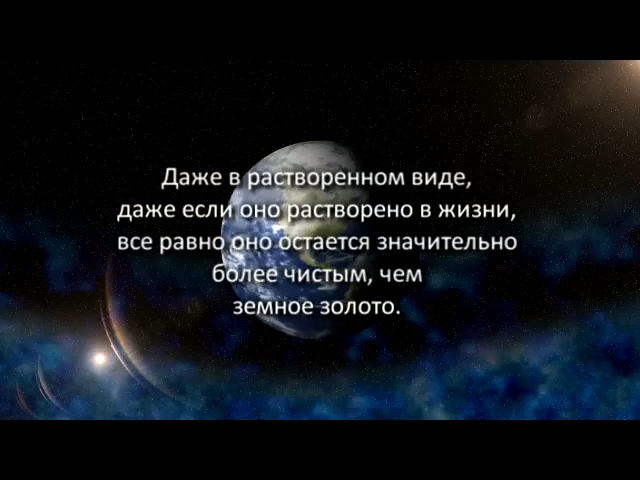 Даже в растворенном виде,
даже если оно растворено в жизни,
все равно оно остается значительно
более чистым, чем
земное золото.